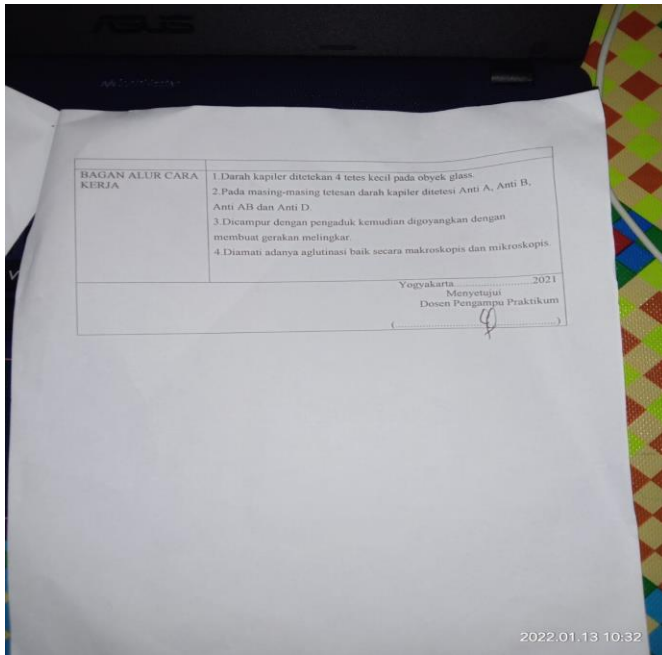 ASUS
BAGAN ALUR CARA
KERJA
1.Darah kapiler ditetekan 4 tetes kecil pada obyek glass.
2.Pada masing-masing tetesan darah kapiler ditetesi Anti A, Anti B,
Anti AB dan Anti D.
3.Dicampur dengan pengaduk kemudian digoyangkan dengan
membuat gerakan melingkar.
4.Diamati adanya aglutinasi baik secara makroskopis dan mikroskopis.
Yogyakarta..........................2021
Menyetujui
Dosen Pengampu Praktikum
(....................................................)
2022.01.13 10:32